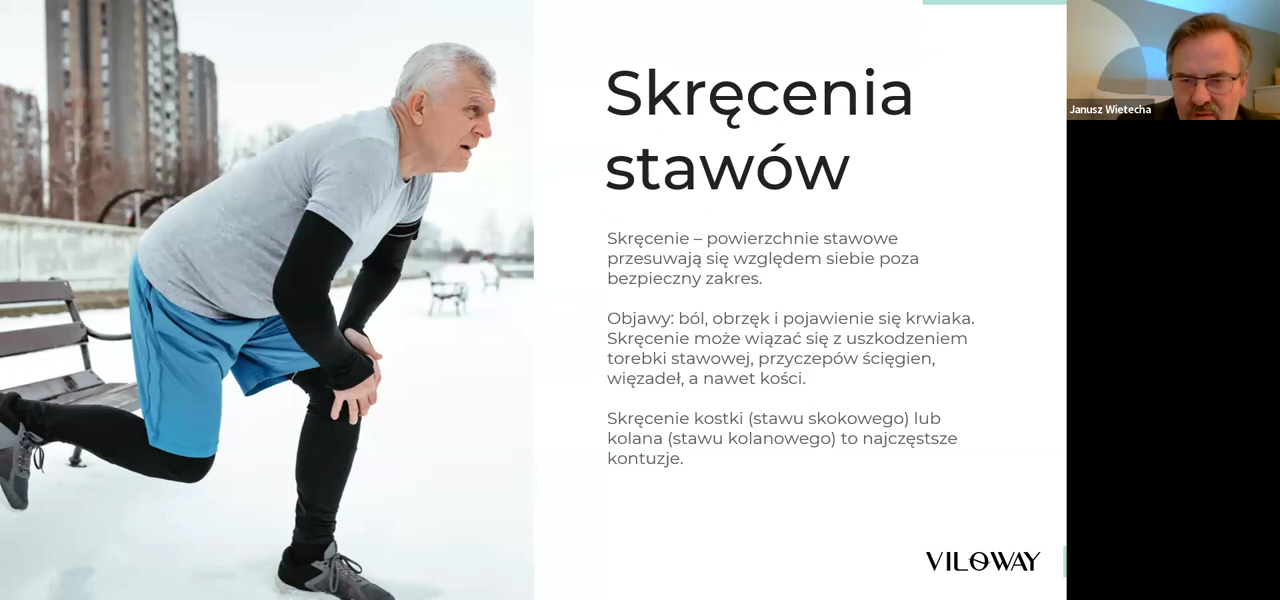 Skręcenia
stawów
Skręcenie – powierzchnie stawowe
przesuwają się względem siebie poza
bezpieczny zakres.
Objawy: ból, obrzęk i pojawienie się krwiaka.
Skręcenie może wiązać się z uszkodzeniem
torebki stawowej, przyczepów ścięgien,
więzadeł, a nawet kości.
Skręcenie kostki (stawu skokowego) lub
kolana (stawu kolanowego) to najczęstsze
kontuzje.
VILOWAY
Janusz Wietecha